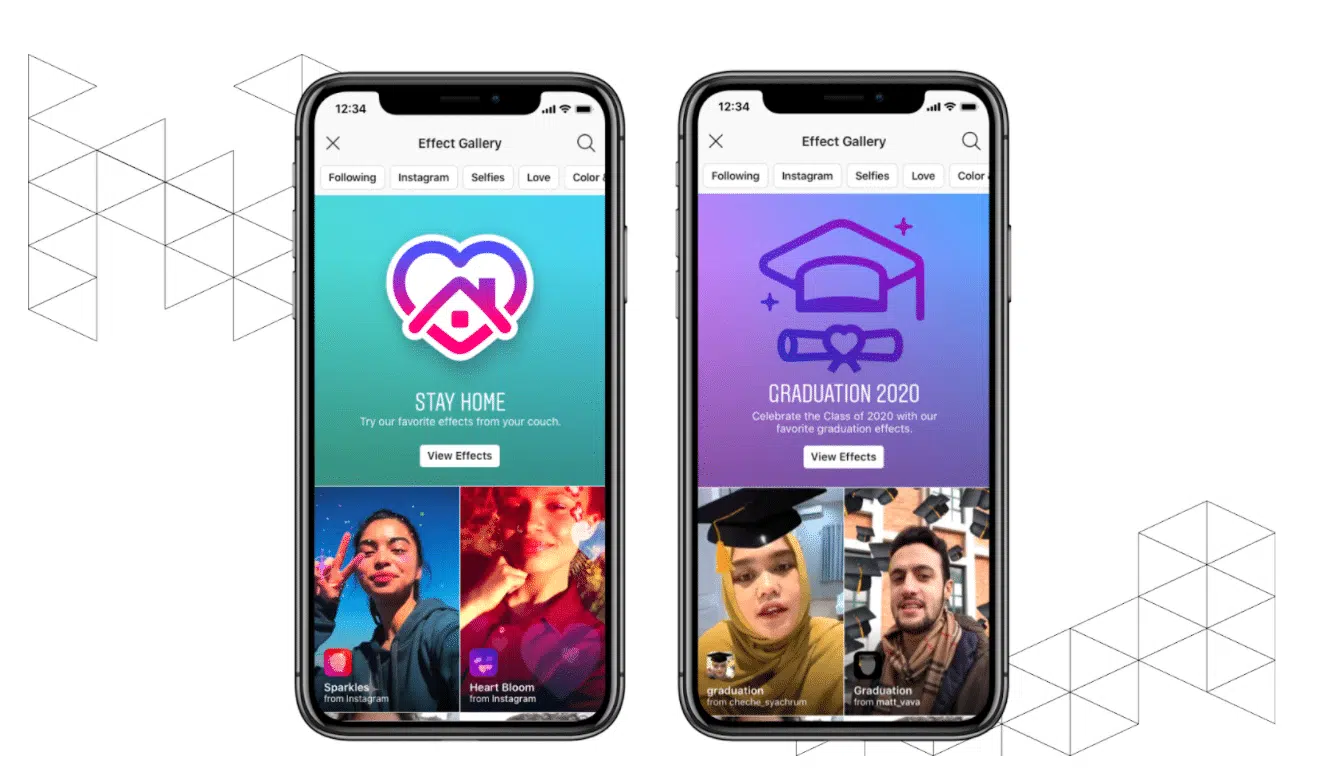 12:34
Effect Gallery
Following
Instagram
Selfies
Love
Color &
STAY HOME
Try our favorite effects from your couch.
View Effects
Sparkles
from Instagram
Heart Bloom
from Instagram
12:34
Effect Gallery
Following
Instagram
Selfies
Love
Color
GRADUATION 2020
Celebrate the Class of 2020 with our
favorite graduation effects.
View Effects
graduation
from cheche_syachrum
Graduation
from matt_vava